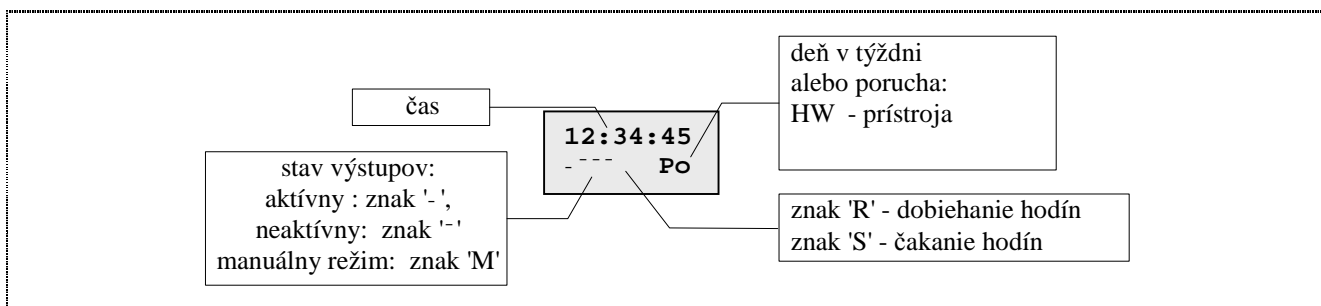 čas
12:34:45
-¯¯¯ Po
deň v týždni
alebo porucha:
HW - prístroja
stav výstupov:
aktívny : znak '-',
neaktívny: znak '¯'
manuálny režim: znak 'M'
znak 'R' - dobiehanie hodín
znak 'S' - čakanie hodín